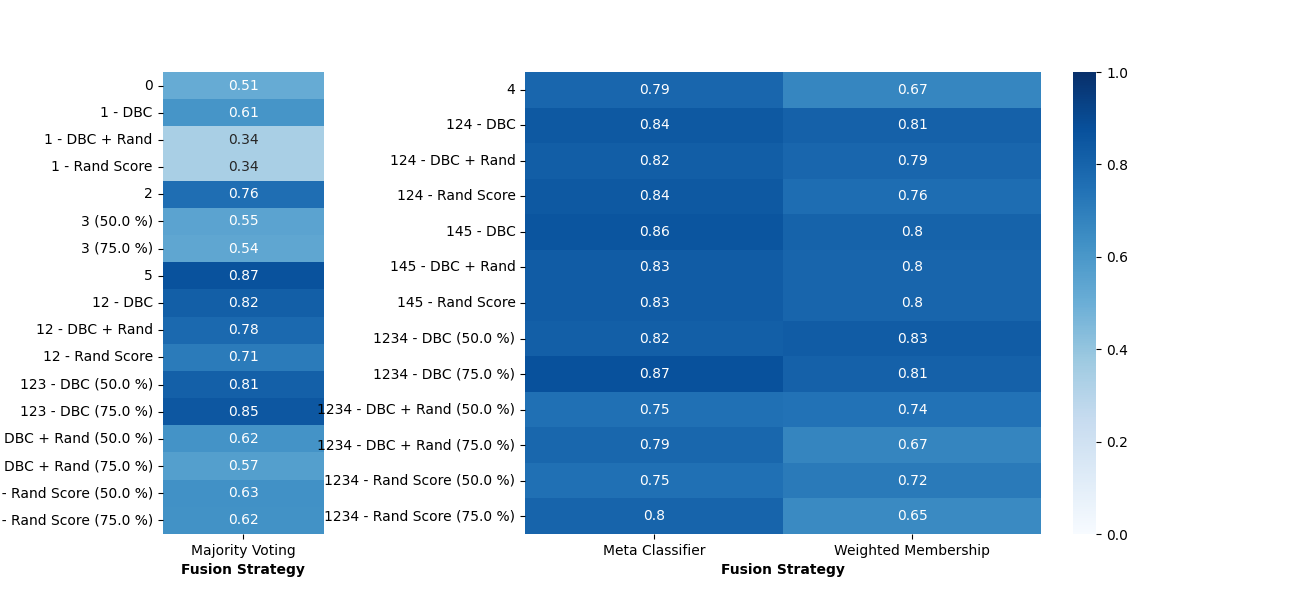 0 0.51
1 - DBC 0.61
1 - DBC + Rand 0.34
1 - Rand Score 0.34
2 0.76
3 (50.0 %) 0.55
3 (75.0 %) 0.54
5 0.87
12 - DBC 0.82
12 - DBC + Rand 0.78
12 - Rand Score 0.71
123 - DBC (50.0 %) 0.81
123 - DBC (75.0 %) 0.85
DBC + Rand (50.0 %) 0.62
DBC + Rand (75.0 %) 0.57
- Rand Score (50.0 %) 0.63
- Rand Score (75.0 %) 0.62
Majority Voting
Fusion Strategy
4 0.79 0.67
124 - DBC 0.84 0.81
124 - DBC + Rand 0.82 0.79
124 - Rand Score 0.84 0.76
145 - DBC 0.86 0.8
145 - DBC + Rand 0.83 0.8
145 - Rand Score 0.83 0.8
1234 - DBC (50.0 %) 0.82 0.83
1234 - DBC (75.0 %) 0.87 0.81
1234 - DBC + Rand (50.0 %) 0.75 0.74
1234 - DBC + Rand (75.0 %) 0.79 0.67
1234 - Rand Score (50.0 %) 0.75 0.72
1234 - Rand Score (75.0 %) 0.8 0.65
Meta Classifier Weighted Membership
Fusion Strategy
1.0
0.8
0.6
0.4
0.2
0.0